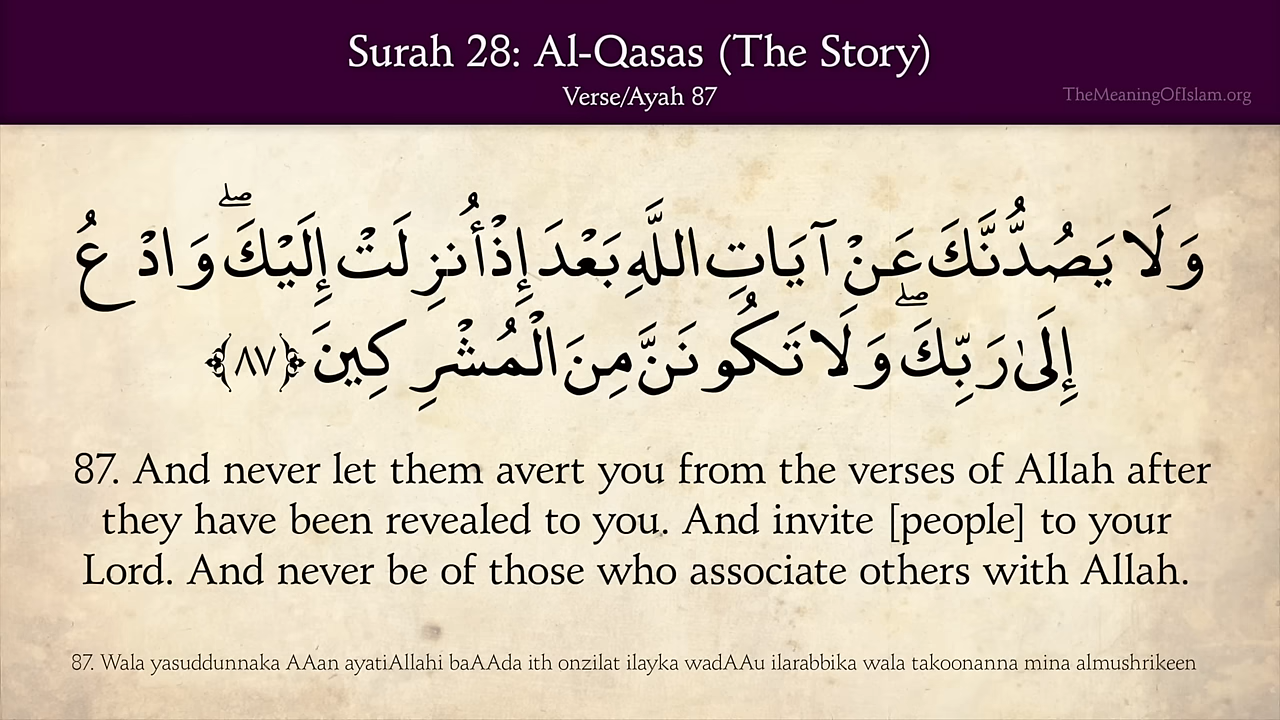 Surah 28: Al-Qasas (The Story)
Verse/Ayah 87
TheMeaningOfIslam.org
وَلَا يَصُدُّنَّكَ عَنْ آيَاتِ اللَّهِ بَعْدَ إِذْ أُنزِلَتْ إِلَيْكَ ۖ وَادْعُ
إِلَىٰ رَبِّكَ ۖ وَلَا تَكُونَنَّ مِنَ الْمُشْرِكِينَ ﴿٨٧﴾
87. And never let them avert you from the verses of Allah after
they have been revealed to you. And invite [people] to your
Lord. And never be of those who associate others with Allah.
87. Wala yasuddunnaka AAan ayatiAllahi baAAda ith onzilat ilayka wadAAu ilarabbika wala takoonanna mina almushrikeen